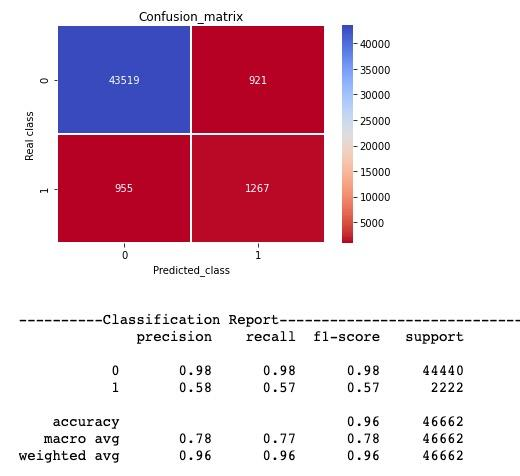 Confusion_matrix
Real class
0
43519 921
1
955 1267
0 1
Predicted_class
40000
35000
30000
25000
20000
15000
10000
5000
----------Classification Report-----------------------------
precision recall f1-score support
0 0.98 0.98 0.98 44440
1 0.58 0.57 0.57 2222
accuracy 0.96 46662
macro avg 0.78 0.77 0.78 46662
weighted avg 0.96 0.96 0.96 46662